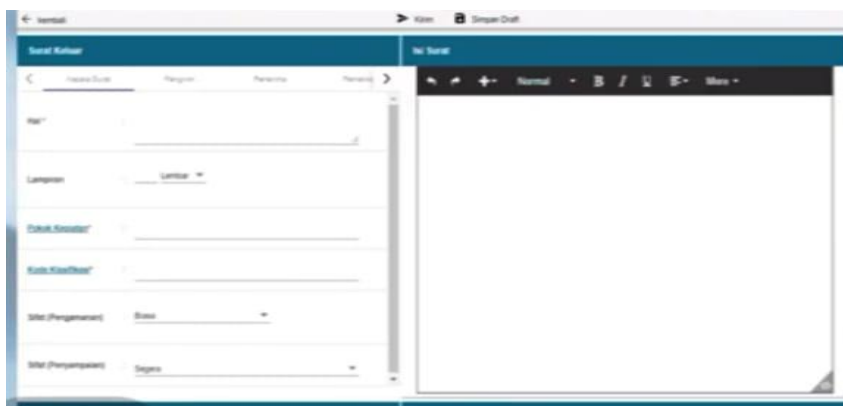 kembali
Kirim Simpan Draft
Surat Keluar
Isi Surat
Kepala Surat Pengirim Penerima
Normal B I U More
Hal*
Lampiran : Lembar
Pokok Kegiatan*
Kode Klasifikasi*
Sifat (Pengamanan) Biasa
Sifat (Penyampaian) : Segera